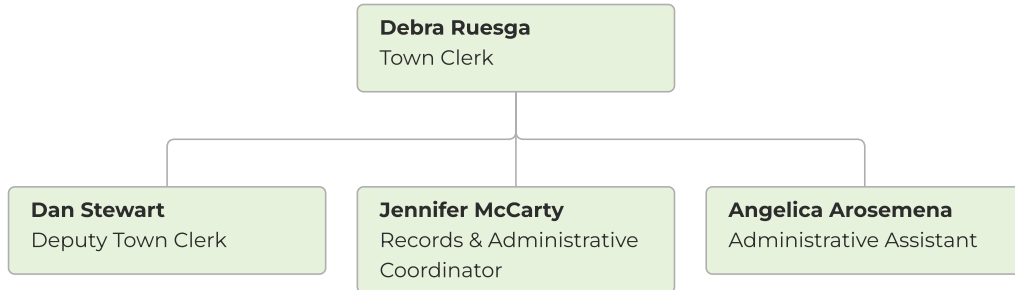 Debra Ruesga
Town Clerk
Dan Stewart
Deputy Town Clerk
Jennifer McCarty
Records & Administrative
Coordinator
Angelica Arosemena
Administrative Assistant